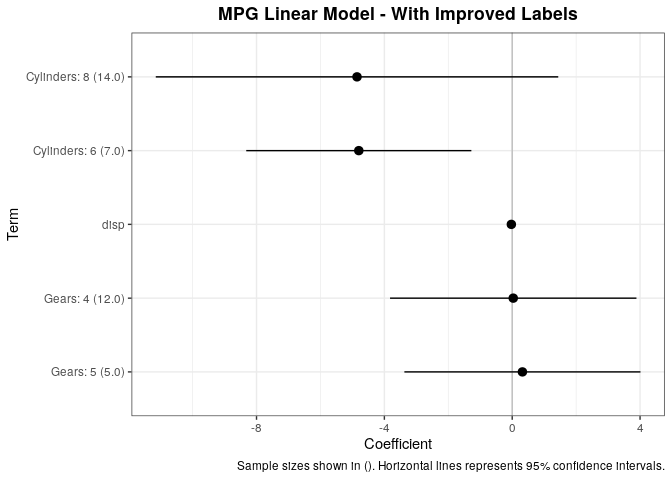 MPG Linear Model - With Improved Labels
Cylinders: 8 (14.0)
Cylinders: 6 (7.0)
disp
Gears: 4 (12.0)
Gears: 5 (5.0)
Term
-8 -4 0 4
Coefficient
Sample sizes shown in (). Horizontal lines represents 95% confidence intervals.